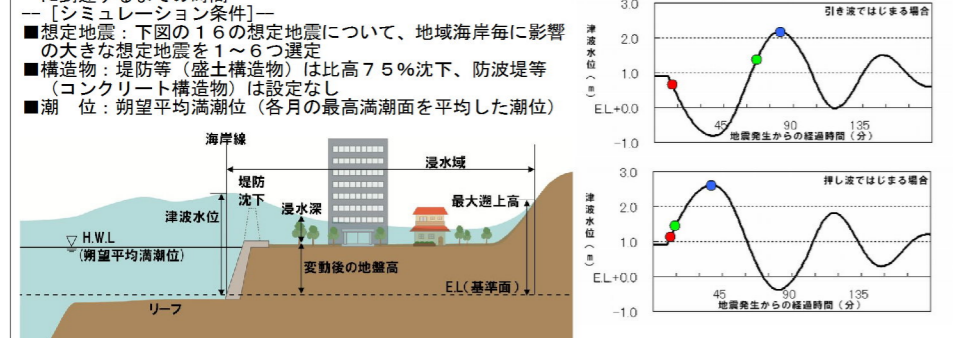 -- [シミュレーション条件]--
■想定地震：下図の１６の想定地震について、地域海岸毎に影響
の大きな想定地震を１～６つ選定
■構造物：堤防等（盛土構造物）は比高７５％沈下、防波堤等
（コンクリート構造物）は設定なし
■潮　位：朔望平均満潮位（各月の最高満潮面を平均した潮位）
海岸線
浸水域
堤防
沈下
浸水深
最大遡上高
津波水位
H.W.L
(朔望平均満潮位)
変動後の地盤高
E.L(基準面)
リーフ
引き波ではじまる場合
津波水位(m)
3.0
2.0
1.0
E.L+0.0
-1.0
45
90
135
地震発生からの経過時間（分）
押し波ではじまる場合
津波水位(m)
3.0
2.0
1.0
E.L+0.0
-1.0
45
90
135
地震発生からの経過時間（分）